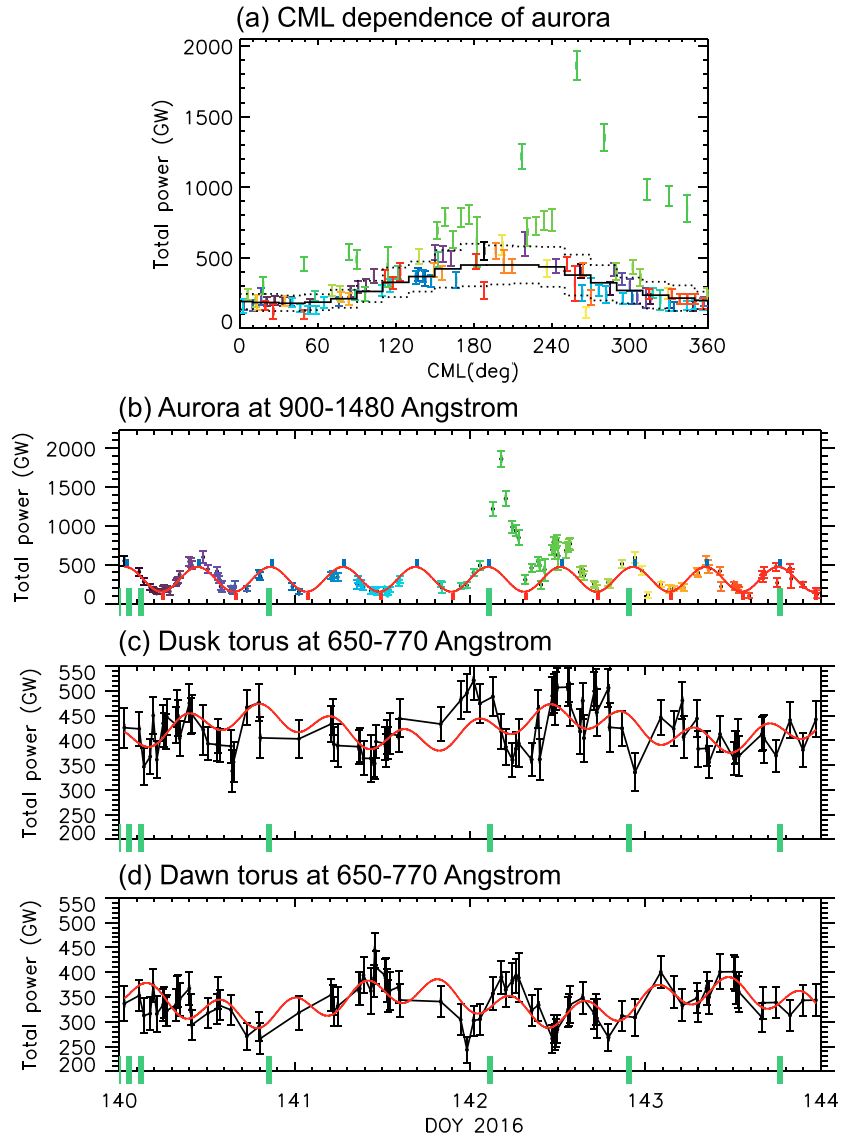 (a) CML dependence of aurora
2000
1500
1000
500
0
Total power (GW)
0 60 120 180 240 300 360
CML(deg)
(b) Aurora at 900-1480 Angstrom
2000
1500
1000
500
0
Total power (GW)
(c) Dusk torus at 650-770 Angstrom
550
500
450
400
350
300
250
200
Total power (GW)
(d) Dawn torus at 650-770 Angstrom
550
500
450
400
350
300
250
200
Total power (GW)
140 141 142 143 144
DOY 2016